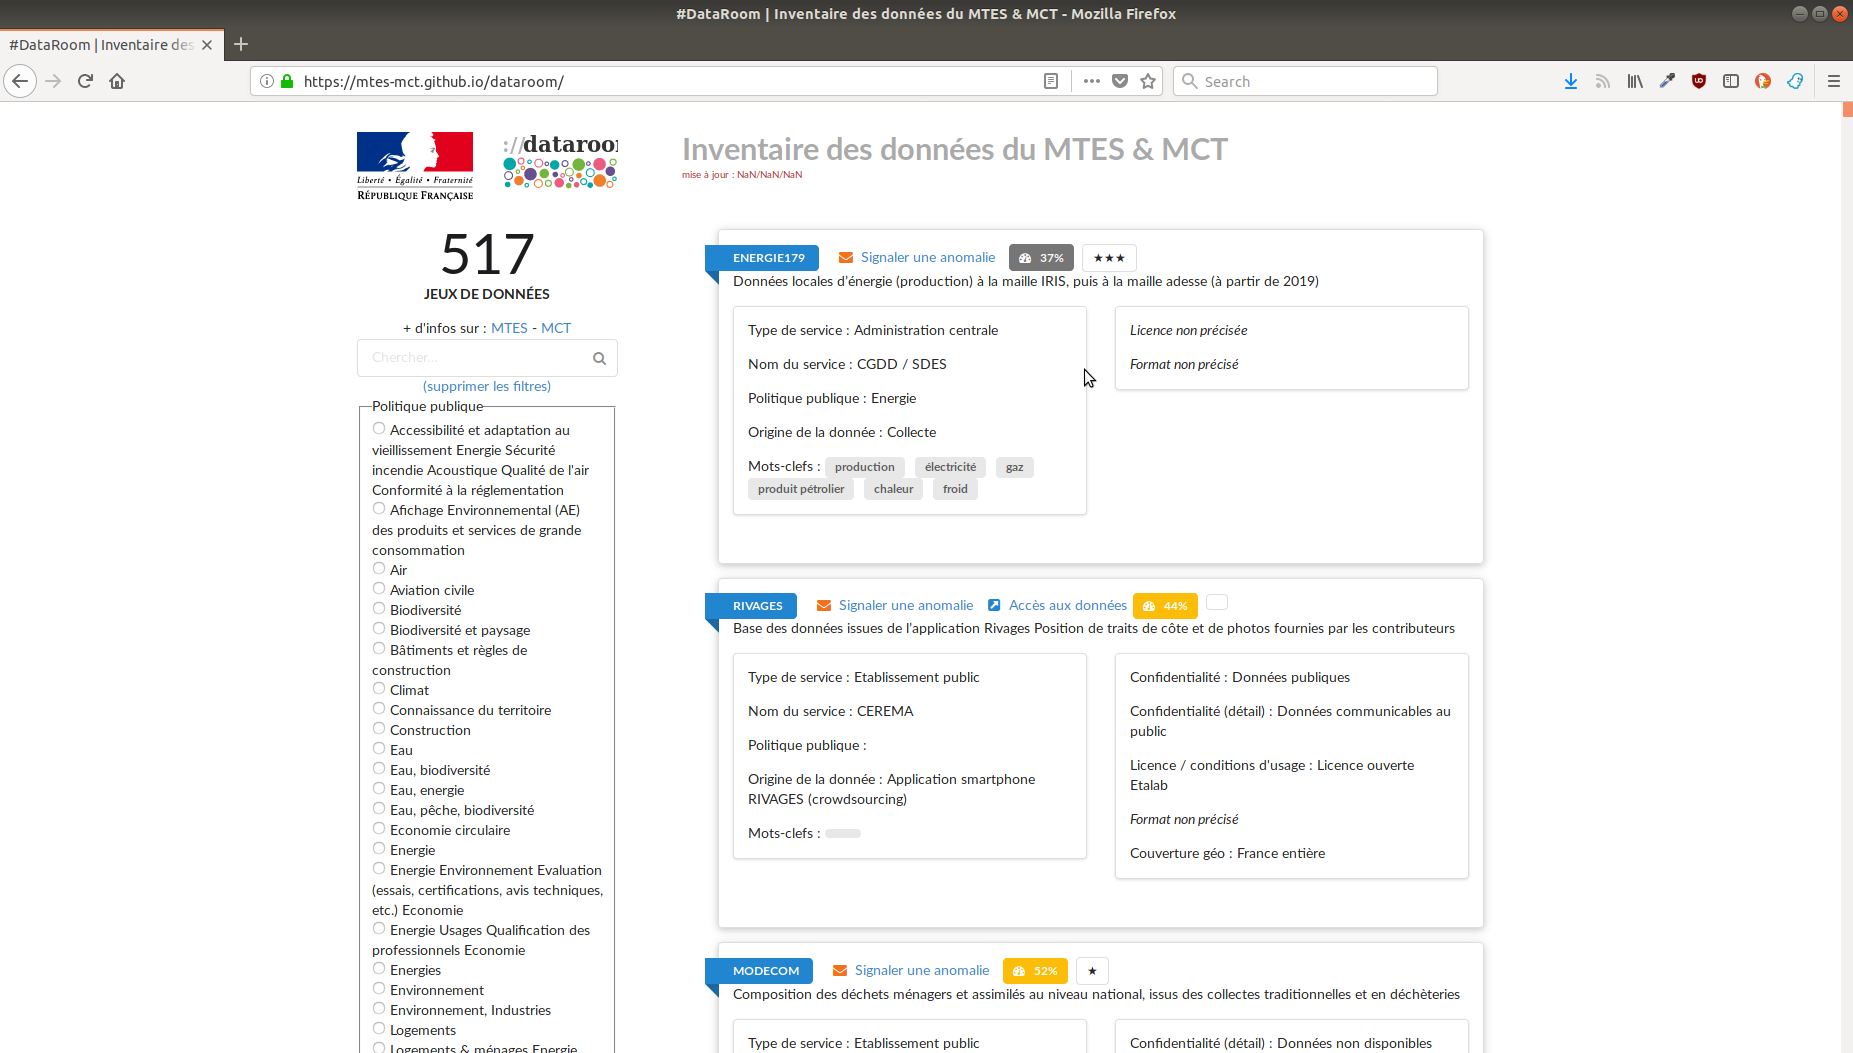 #DataRoom | Inventaire des données du MTES & MCT - Mozilla Firefox
#DataRoom | Inventaire des
https://mtes-mct.github.io/dataroom/
Search
Liberté • Égalité • Fraternité
RÉPUBLIQUE FRANÇAISE
://dataroo
Inventaire des données du MTES & MCT
mise à jour : NaN/NaN/NaN
517
JEUX DE DONNÉES
+ d'infos sur : MTES - MCT
Chercher...
(supprimer les filtres)
Politique publique
Accessibilité et adaptation au
vieillissement Energie Sécurité
incendie Acoustique Qualité de l'air
Conformité à la réglementation
Afichage Environnemental (AE)
des produits et services de grande
consommation
Air
Aviation civile
Biodiversité
Biodiversité et paysage
Bâtiments et règles de
construction
Climat
Connaissance du territoire
Construction
Eau
Eau, biodiversité
Eau, energie
Eau, pêche, biodiversité
Economie circulaire
Energie
Energie Environnement Evaluation
(essais, certifications, avis techniques,
etc.) Economie
Energie Usages Qualification des
professionnels Economie
Energies
Environnement
Environnement, Industries
Logements
Logements & ménages Energie
ENERGIE179 Signaler une anomalie 37% ★★★
Données locales d'énergie (production) à la maille IRIS, puis à la maille adesse (à partir de 2019)
Type de service : Administration centrale
Nom du service : CGDD / SDES
Politique publique : Energie
Origine de la donnée : Collecte
Mots-clefs : production électricité gaz
produit pétrolier chaleur froid
Licence non précisée
Format non précisé
RIVAGES Signaler une anomalie Accès aux données 44%
Base des données issues de l'application Rivages Position de traits de côte et de photos fournies par les contributeurs
Type de service : Etablissement public
Nom du service : CEREMA
Politique publique :
Origine de la donnée : Application smartphone
RIVAGES (crowdsourcing)
Mots-clefs :
Confidentialité : Données publiques
Confidentialité (détail) : Données communicables au
public
Licence / conditions d'usage : Licence ouverte
Etalab
Format non précisé
Couverture géo : France entière
MODECOM Signaler une anomalie 52% ★
Composition des déchets ménagers et assimilés au niveau national, issus des collectes traditionnelles et en déchèteries
Type de service : Etablissement public
Confidentialité (détail) : Données non disponibles